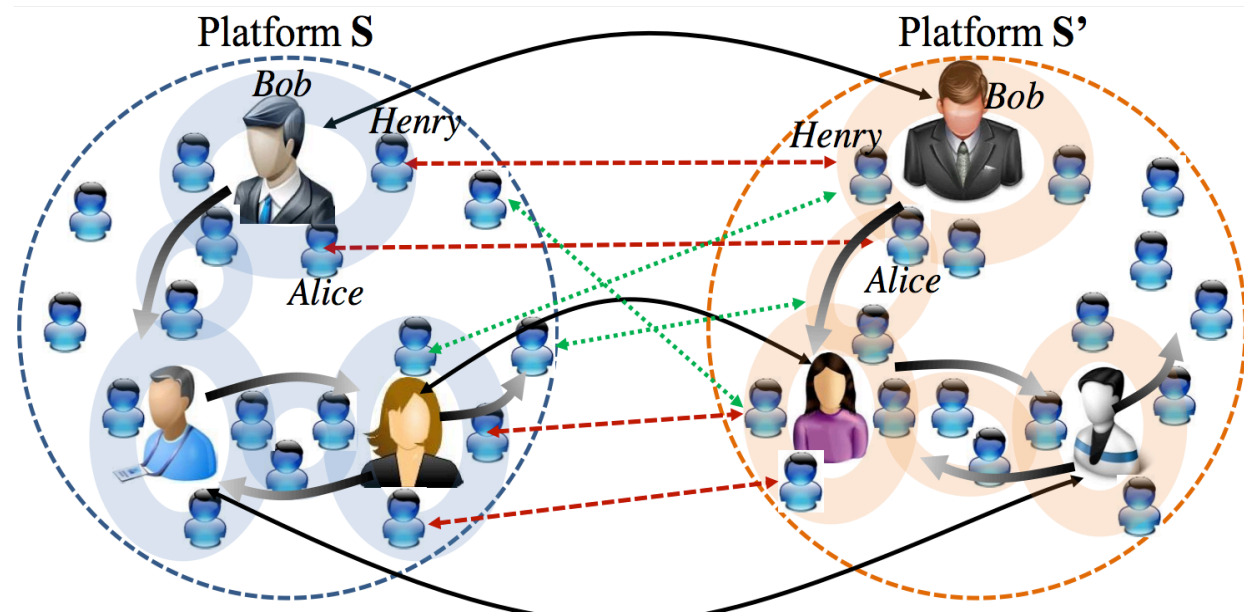 Platform S
Platform S’
Bob
Bob
Henry
Henry
Alice
Alice